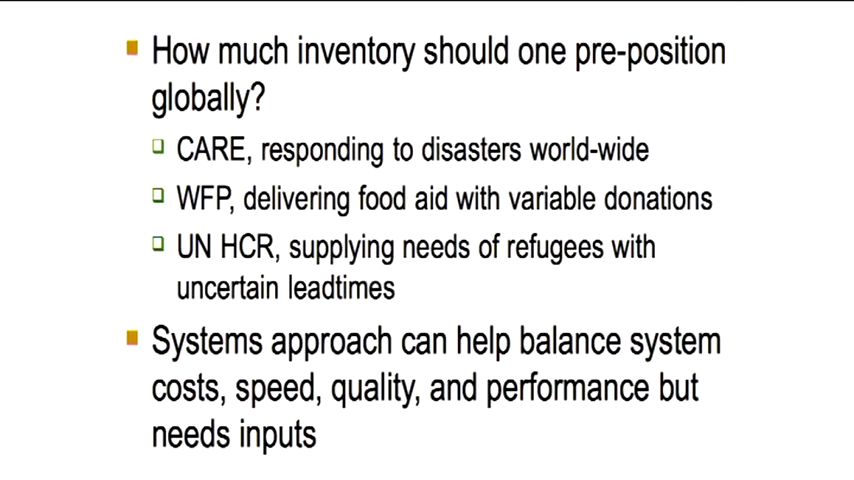 How much inventory should one pre-position
globally?
CARE, responding to disasters world-wide
WFP, delivering food aid with variable donations
UN HCR, supplying needs of refugees with
uncertain leadtimes
Systems approach can help balance system
costs, speed, quality, and performance but
needs inputs